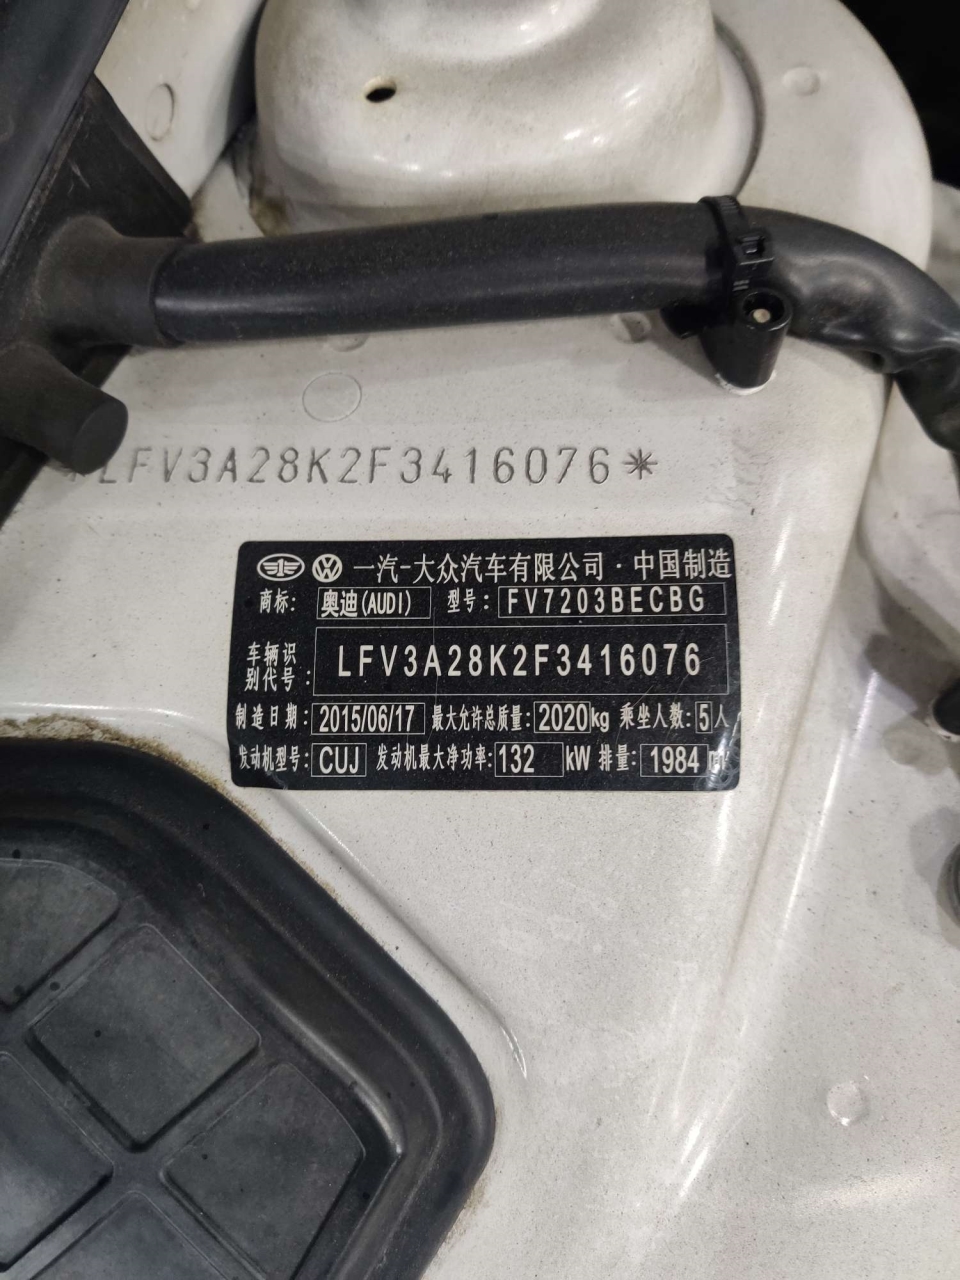 LFV3A28K2F3416076*
一汽-大众汽车有限公司·中国制造
商标: 奥迪(AUDI) 型号: FV7203BECBG
车辆识别代号: LFV3A28K2F3416076
制造日期: 2015/06/17 最大允许总质量: 2020kg 乘坐人数: 5人
发动机型号: CUJ 发动机最大净功率: 132 kW 排量: 1984